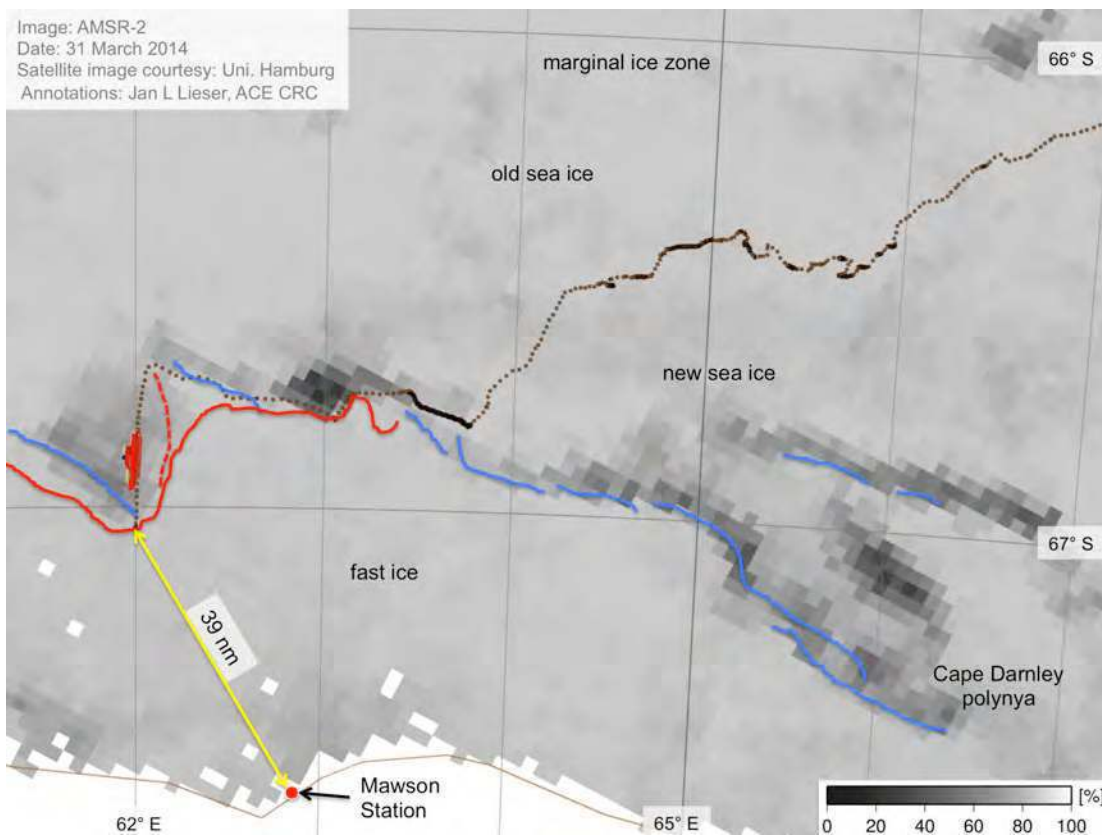 Image: AMSR-2
Date: 31 March 2014
Satellite image courtesy: Uni. Hamburg
Annotations: Jan L Lieser, ACE CRC
marginal ice zone
66° S
old sea ice
new sea ice
67° S
fast ice
39 nm
Cape Darnley
polynya
Mawson
Station
62° E
65° E
[%]
0 20 40 60 80 100